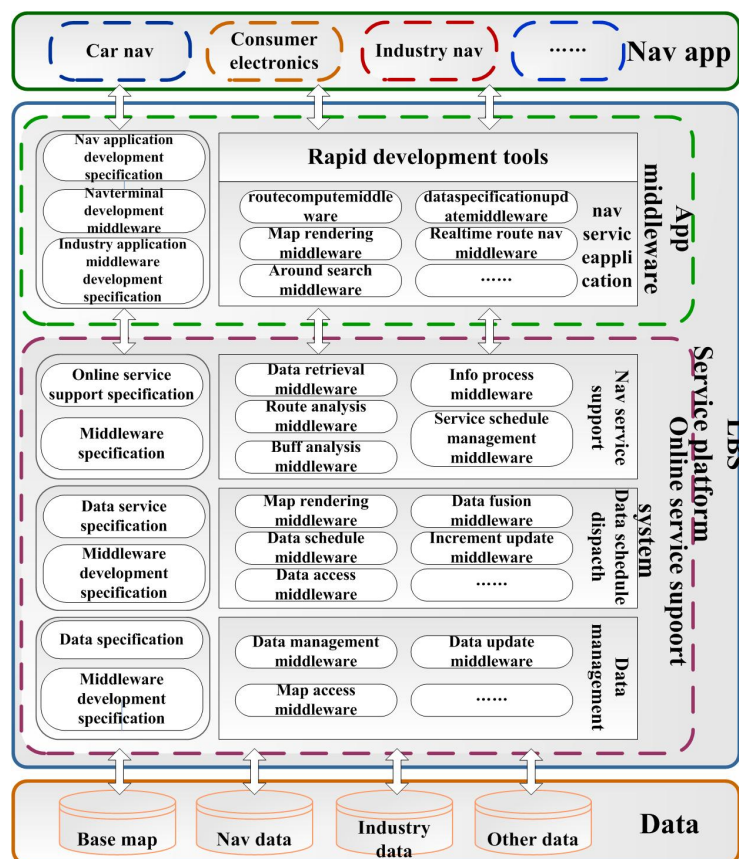 Car nav
Consumer
electronics
Industry nav
......
Nav app
Nav application
development
specification
Navterminal
development
middleware
Industry application
middleware
development
specification
Rapid development tools
routecomputemiddle
ware
Map rendering
middleware
Around search
middleware
dataspecificationupd
atemiddleware
Realtime route nav
middleware
......
nav
servic
eappli
cation
App
middleware
Online service
support specification
Middleware
specification
Data retrieval
middleware
Route analysis
middleware
Buff analysis
middleware
Info process
middleware
Service schedule
management
middleware
Nav service
support
Data service
specification
Middleware
development
specification
Map rendering
middleware
Data schedule
middleware
Data access
middleware
Data fusion
middleware
Increment update
middleware
......
Data schedule
dispacth
system
Data specification
Middleware
development
specification
Data management
middleware
Map access
middleware
Data update
middleware
......
Data
management
Online service supoort
LBS
Service platform
Base map
Nav data
Industry
data
Other data
Data